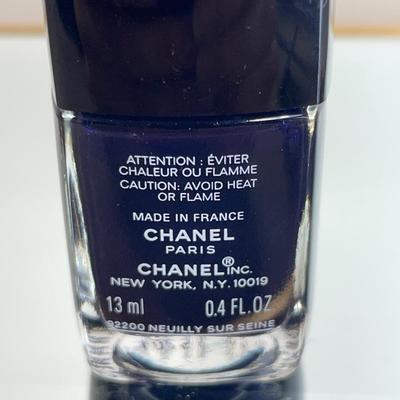 ATTENTION : ÉVITER
CHALEUR OU FLAMME
CAUTION: AVOID HEAT
OR FLAME
MADE IN FRANCE
CHANEL
PARIS
CHANEL® INC.
NEW YORK, N.Y. 10019
13 ml 0.4 FL.OZ
92200 NEUILLY SUR SEINE